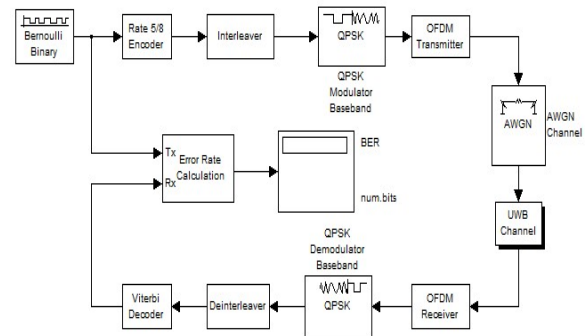 Bernoulli
Binary
Rate 5/8
Encoder
Interleaver
QPSK
QPSK
Modulator
Baseband
OFDM
Transmitter
AWGN
AWGN
Channel
UWB
Channel
Tx
Rx
Error Rate
Calculation
BER
num.bits
QPSK
Demodulator
Baseband
Viterbi
Decoder
Deinterleaver
QPSK
OFDM
Receiver